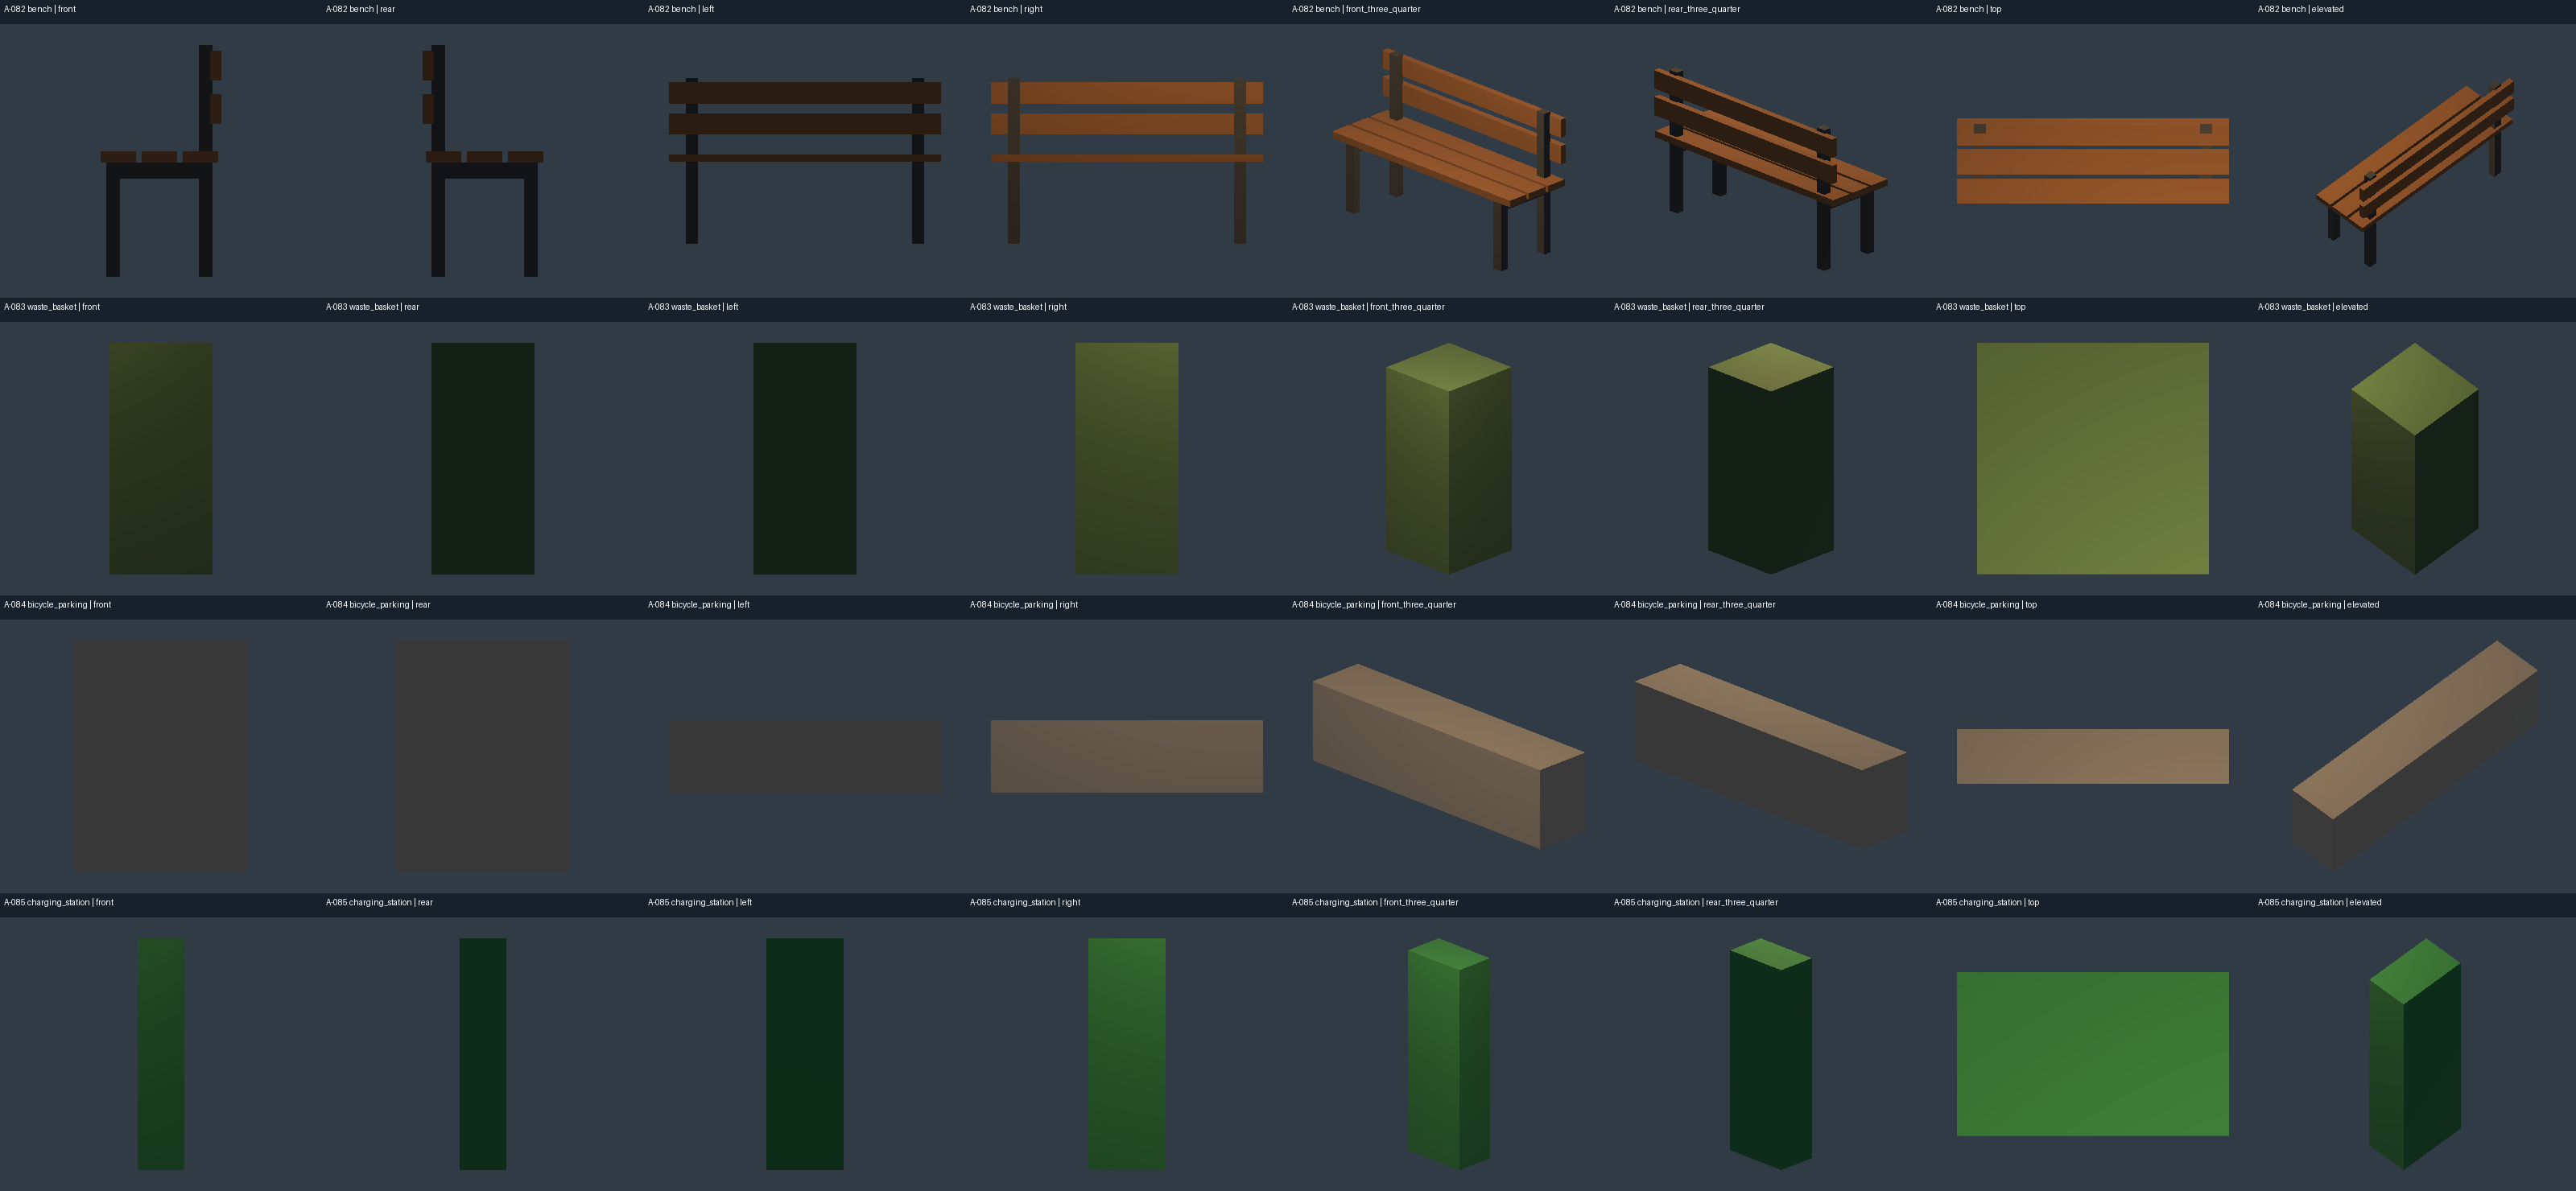 A-082 bench | front
A-082 bench | rear
A-082 bench | left
A-082 bench | right
A-082 bench | front_three_quarter
A-082 bench | rear_three_quarter
A-082 bench | top
A-082 bench | elevated
A-083 waste_basket | front
A-083 waste_basket | rear
A-083 waste_basket | left
A-083 waste_basket | right
A-083 waste_basket | front_three_quarter
A-083 waste_basket | rear_three_quarter
A-083 waste_basket | top
A-083 waste_basket | elevated
A-084 bicycle_parking | front
A-084 bicycle_parking | rear
A-084 bicycle_parking | left
A-084 bicycle_parking | right
A-084 bicycle_parking | front_three_quarter
A-084 bicycle_parking | rear_three_quarter
A-084 bicycle_parking | top
A-084 bicycle_parking | elevated
A-085 charging_station | front
A-085 charging_station | rear
A-085 charging_station | left
A-085 charging_station | right
A-085 charging_station | front_three_quarter
A-085 charging_station | rear_three_quarter
A-085 charging_station | top
A-085 charging_station | elevated